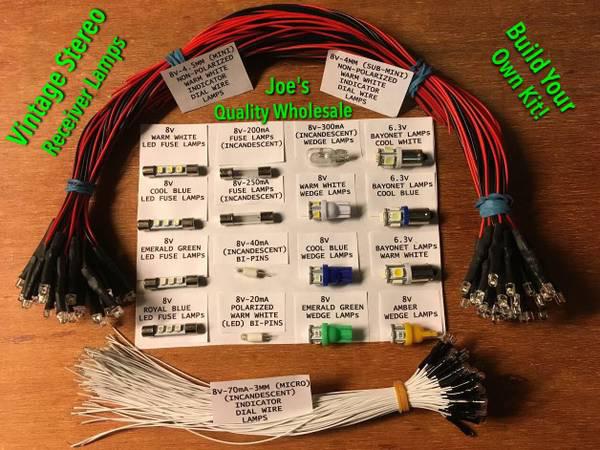 Vintage Stereo
Receiver Lamps
Build Your
Own Kit!
Joe's
Quality Wholesale
8V-4.5MM (MINI)
NON-POLARIZED
WARM WHITE
INDICATOR
DIAL WIRE
LAMPS
8V-4MM (SUB-MINI)
NON-POLARIZED
WARM WHITE
INDICATOR
DIAL WIRE
LAMPS
8v
WARM WHITE
LED FUSE LAMPs
8v-200mA
FUSE LAMPs
(INCANDESCENT)
8V-300mA
(INCANDESCENT)
WEDGE LAMPs
6.3v
BAYONET LAMPs
COOL WHITE
8v
COOL BLUE
LED FUSE LAMPs
8V-250mA
FUSE LAMPs
(INCANDESCENT)
8V
WARM WHITE
WEDGE LAMPs
6.3V
BAYONET LAMPs
COOL BLUE
8v
EMERALD GREEN
LED FUSE LAMPs
8V-40mA
(INCANDESCENT)
BI-PINS
8V
COOL BLUE
WEDGE LAMPs
6.3V
BAYONET LAMPs
WARM WHITE
8V
ROYAL BLUE
LED FUSE LAMPs
8V-20mA
POLARIZED
WARM WHITE
(LED) BI-PINS
8V
EMERALD GREEN
WEDGE LAMPs
8V
AMBER
WEDGE LAMPs
8V-70mA-3MM (MICRO)
(INCANDESCENT)
INDICATOR
DIAL WIRE
LAMPS